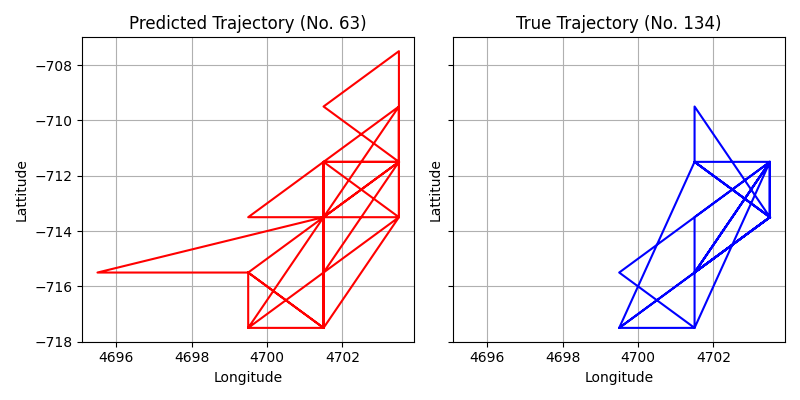 Predicted Trajectory (No. 63)
True Trajectory (No. 134)
Lattitude
−708
−710
−712
−714
−716
−718
4696 4698 4700 4702
Longitude
Lattitude
4696 4698 4700 4702
Longitude